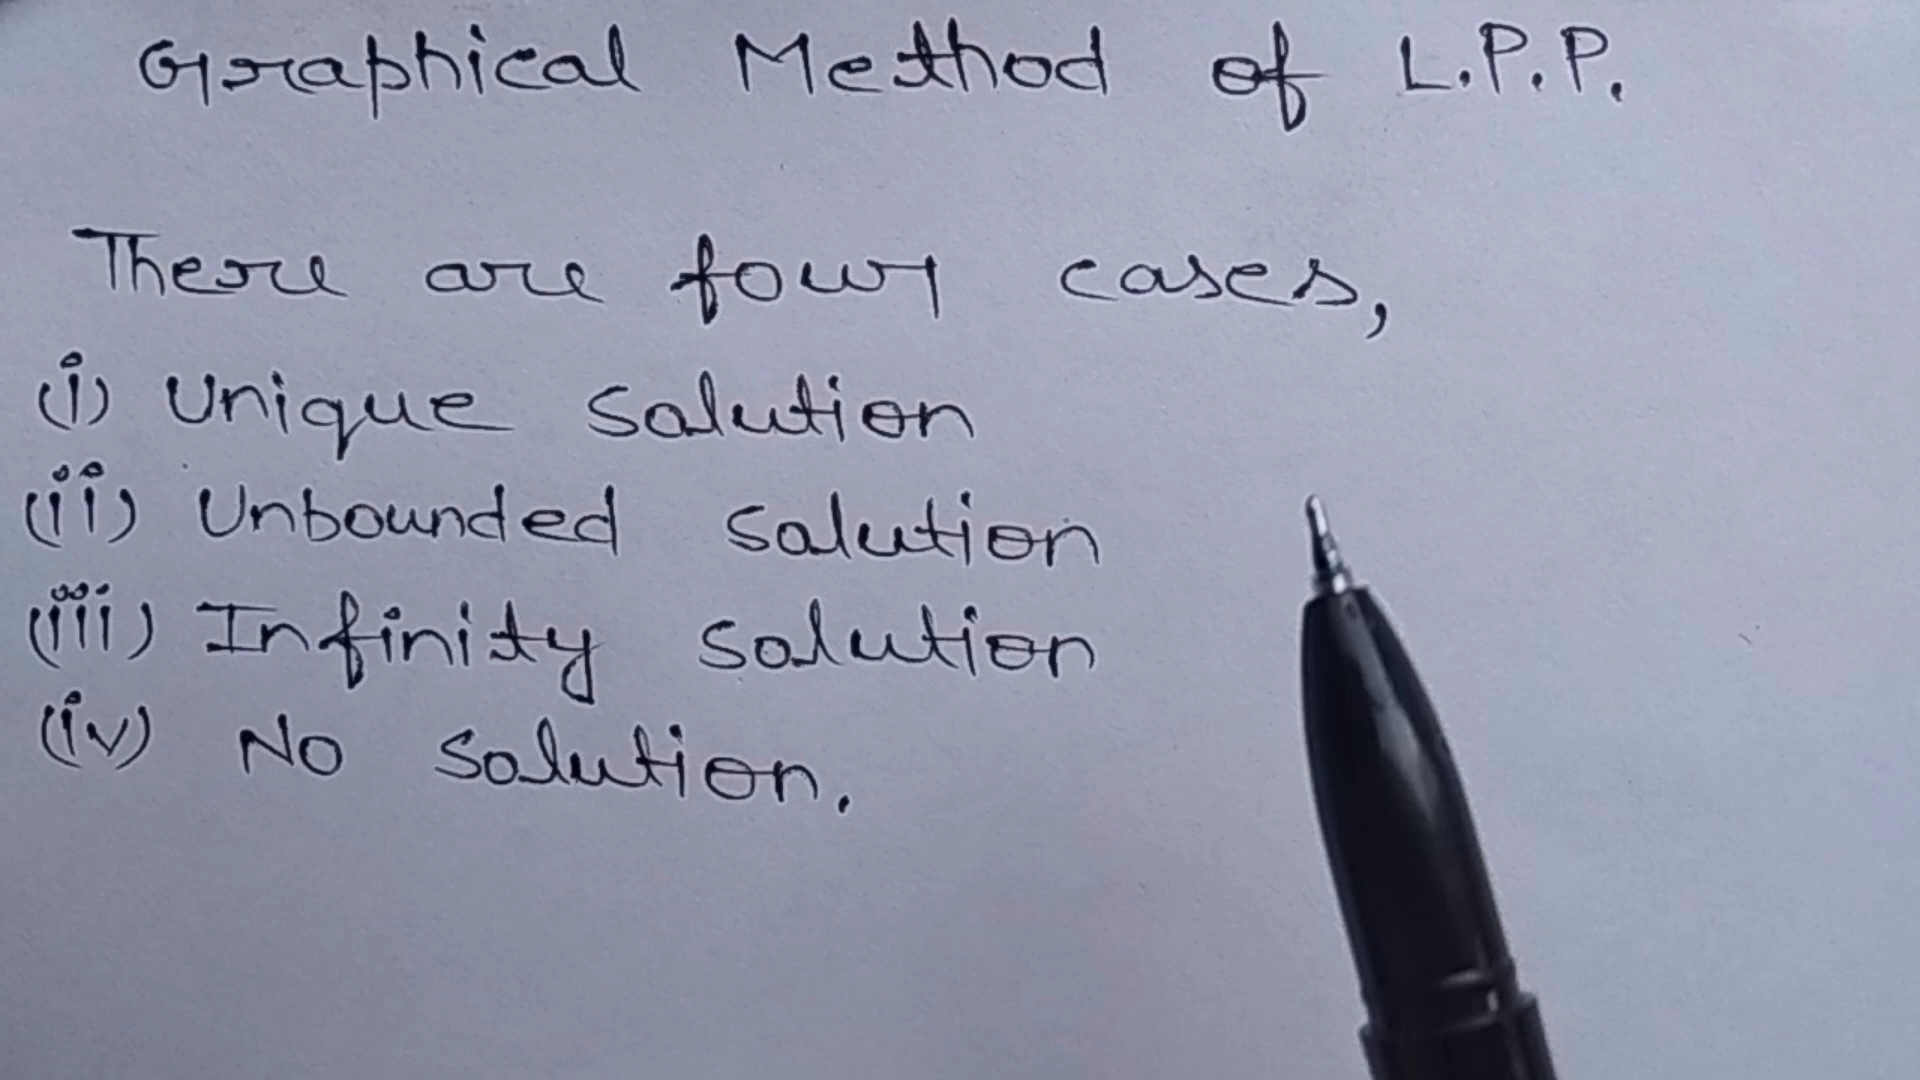 Graphical Method of L.P.P.
There are four cases,
(i) Unique solution
(ii) Unbounded solution
(iii) Infinity solution
(iv) No solution.